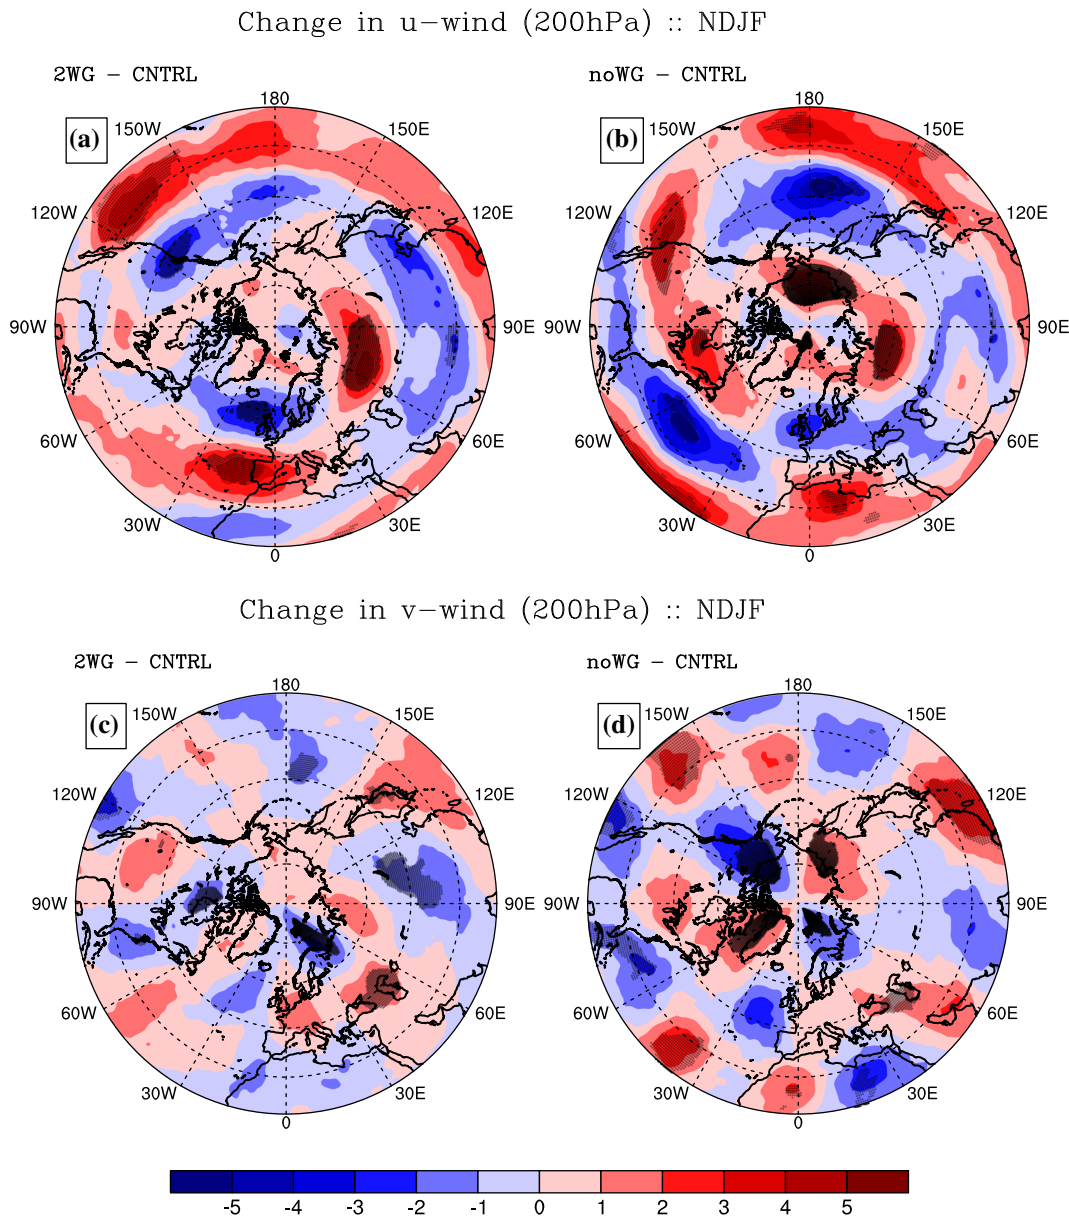 Change in u-wind (200hPa) :: NDJF
2WG - CNTRL
noWG - CNTRL
(a)
180
150W
150E
120W
120E
90W
90E
60W
60E
30W
30E
0
(b)
180
150W
150E
120W
120E
90W
90E
60W
60E
30W
30E
0
Change in v-wind (200hPa) :: NDJF
2WG - CNTRL
noWG - CNTRL
(c)
180
150W
150E
120W
120E
90W
90E
60W
60E
30W
30E
0
(d)
180
150W
150E
120W
120E
90W
90E
60W
60E
30W
30E
0
-5 -4 -3 -2 -1 0 1 2 3 4 5